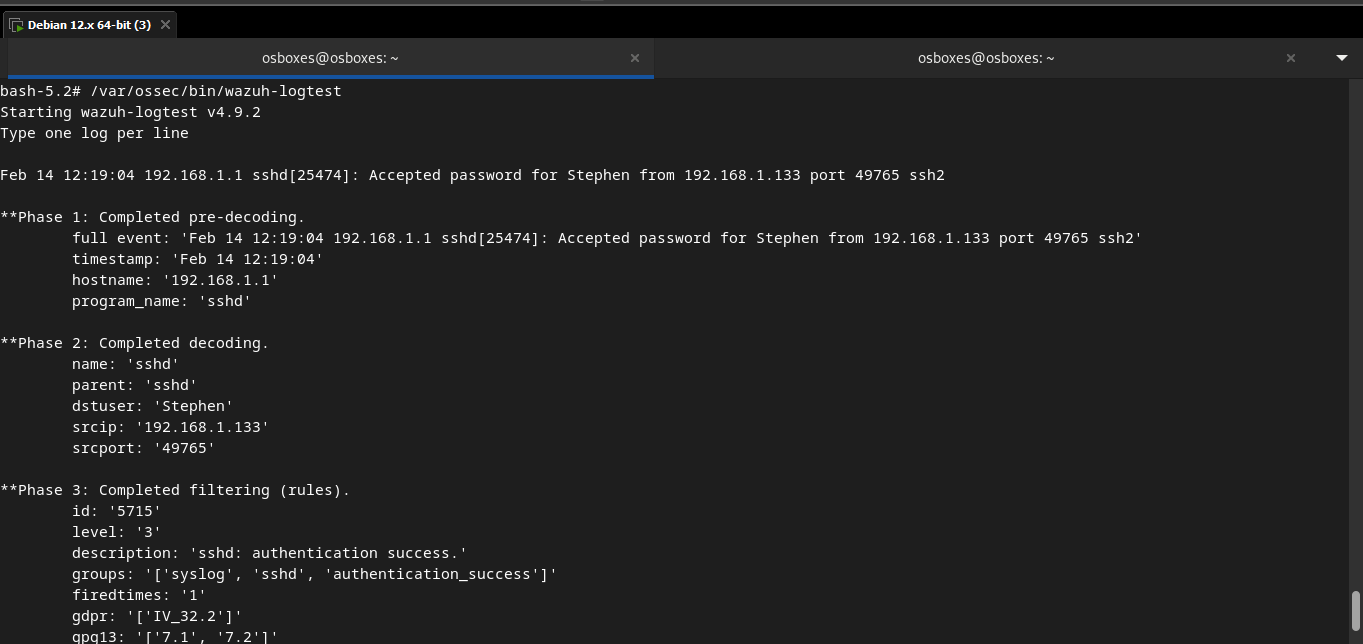 Debian 12.x 64-bit (3)
osboxes@osboxes: ~
osboxes@osboxes: ~
bash-5.2# /var/ossec/bin/wazuh-logtest
Starting wazuh-logtest v4.9.2
Type one log per line
Feb 14 12:19:04 192.168.1.1 sshd[25474]: Accepted password for Stephen from 192.168.1.133 port 49765 ssh2
**Phase 1: Completed pre-decoding.
full event: 'Feb 14 12:19:04 192.168.1.1 sshd[25474]: Accepted password for Stephen from 192.168.1.133 port 49765 ssh2'
timestamp: 'Feb 14 12:19:04'
hostname: '192.168.1.1'
program_name: 'sshd'
**Phase 2: Completed decoding.
name: 'sshd'
parent: 'sshd'
dstuser: 'Stephen'
srcip: '192.168.1.133'
srcport: '49765'
**Phase 3: Completed filtering (rules).
id: '5715'
level: '3'
description: 'sshd: authentication success.'
groups: '['syslog', 'sshd', 'authentication_success']'
firedtimes: '1'
gdpr: '['IV_32.2']'
gpg13: '['7.1', '7.2']'